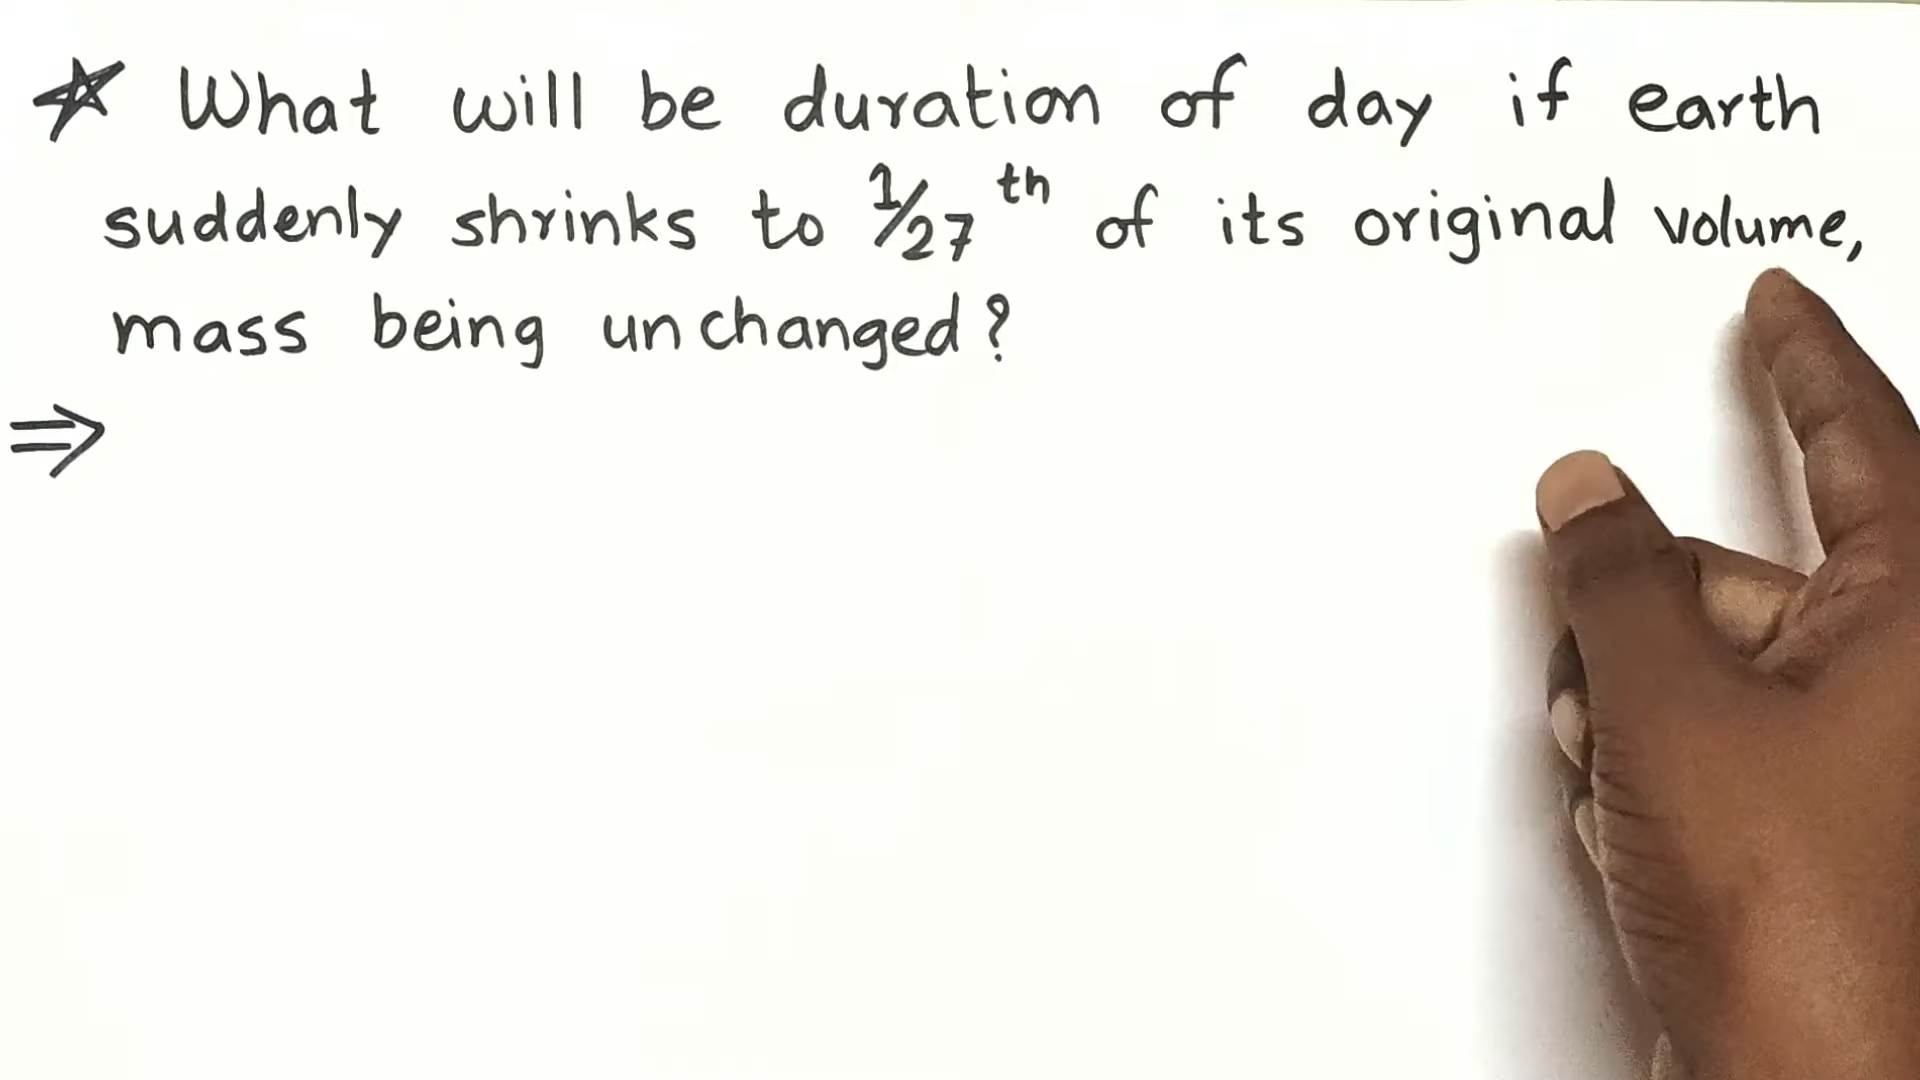 ☆ What will be duration of day if earth
suddenly shrinks to 1/27th of its original volume,
mass being unchanged?
⇒